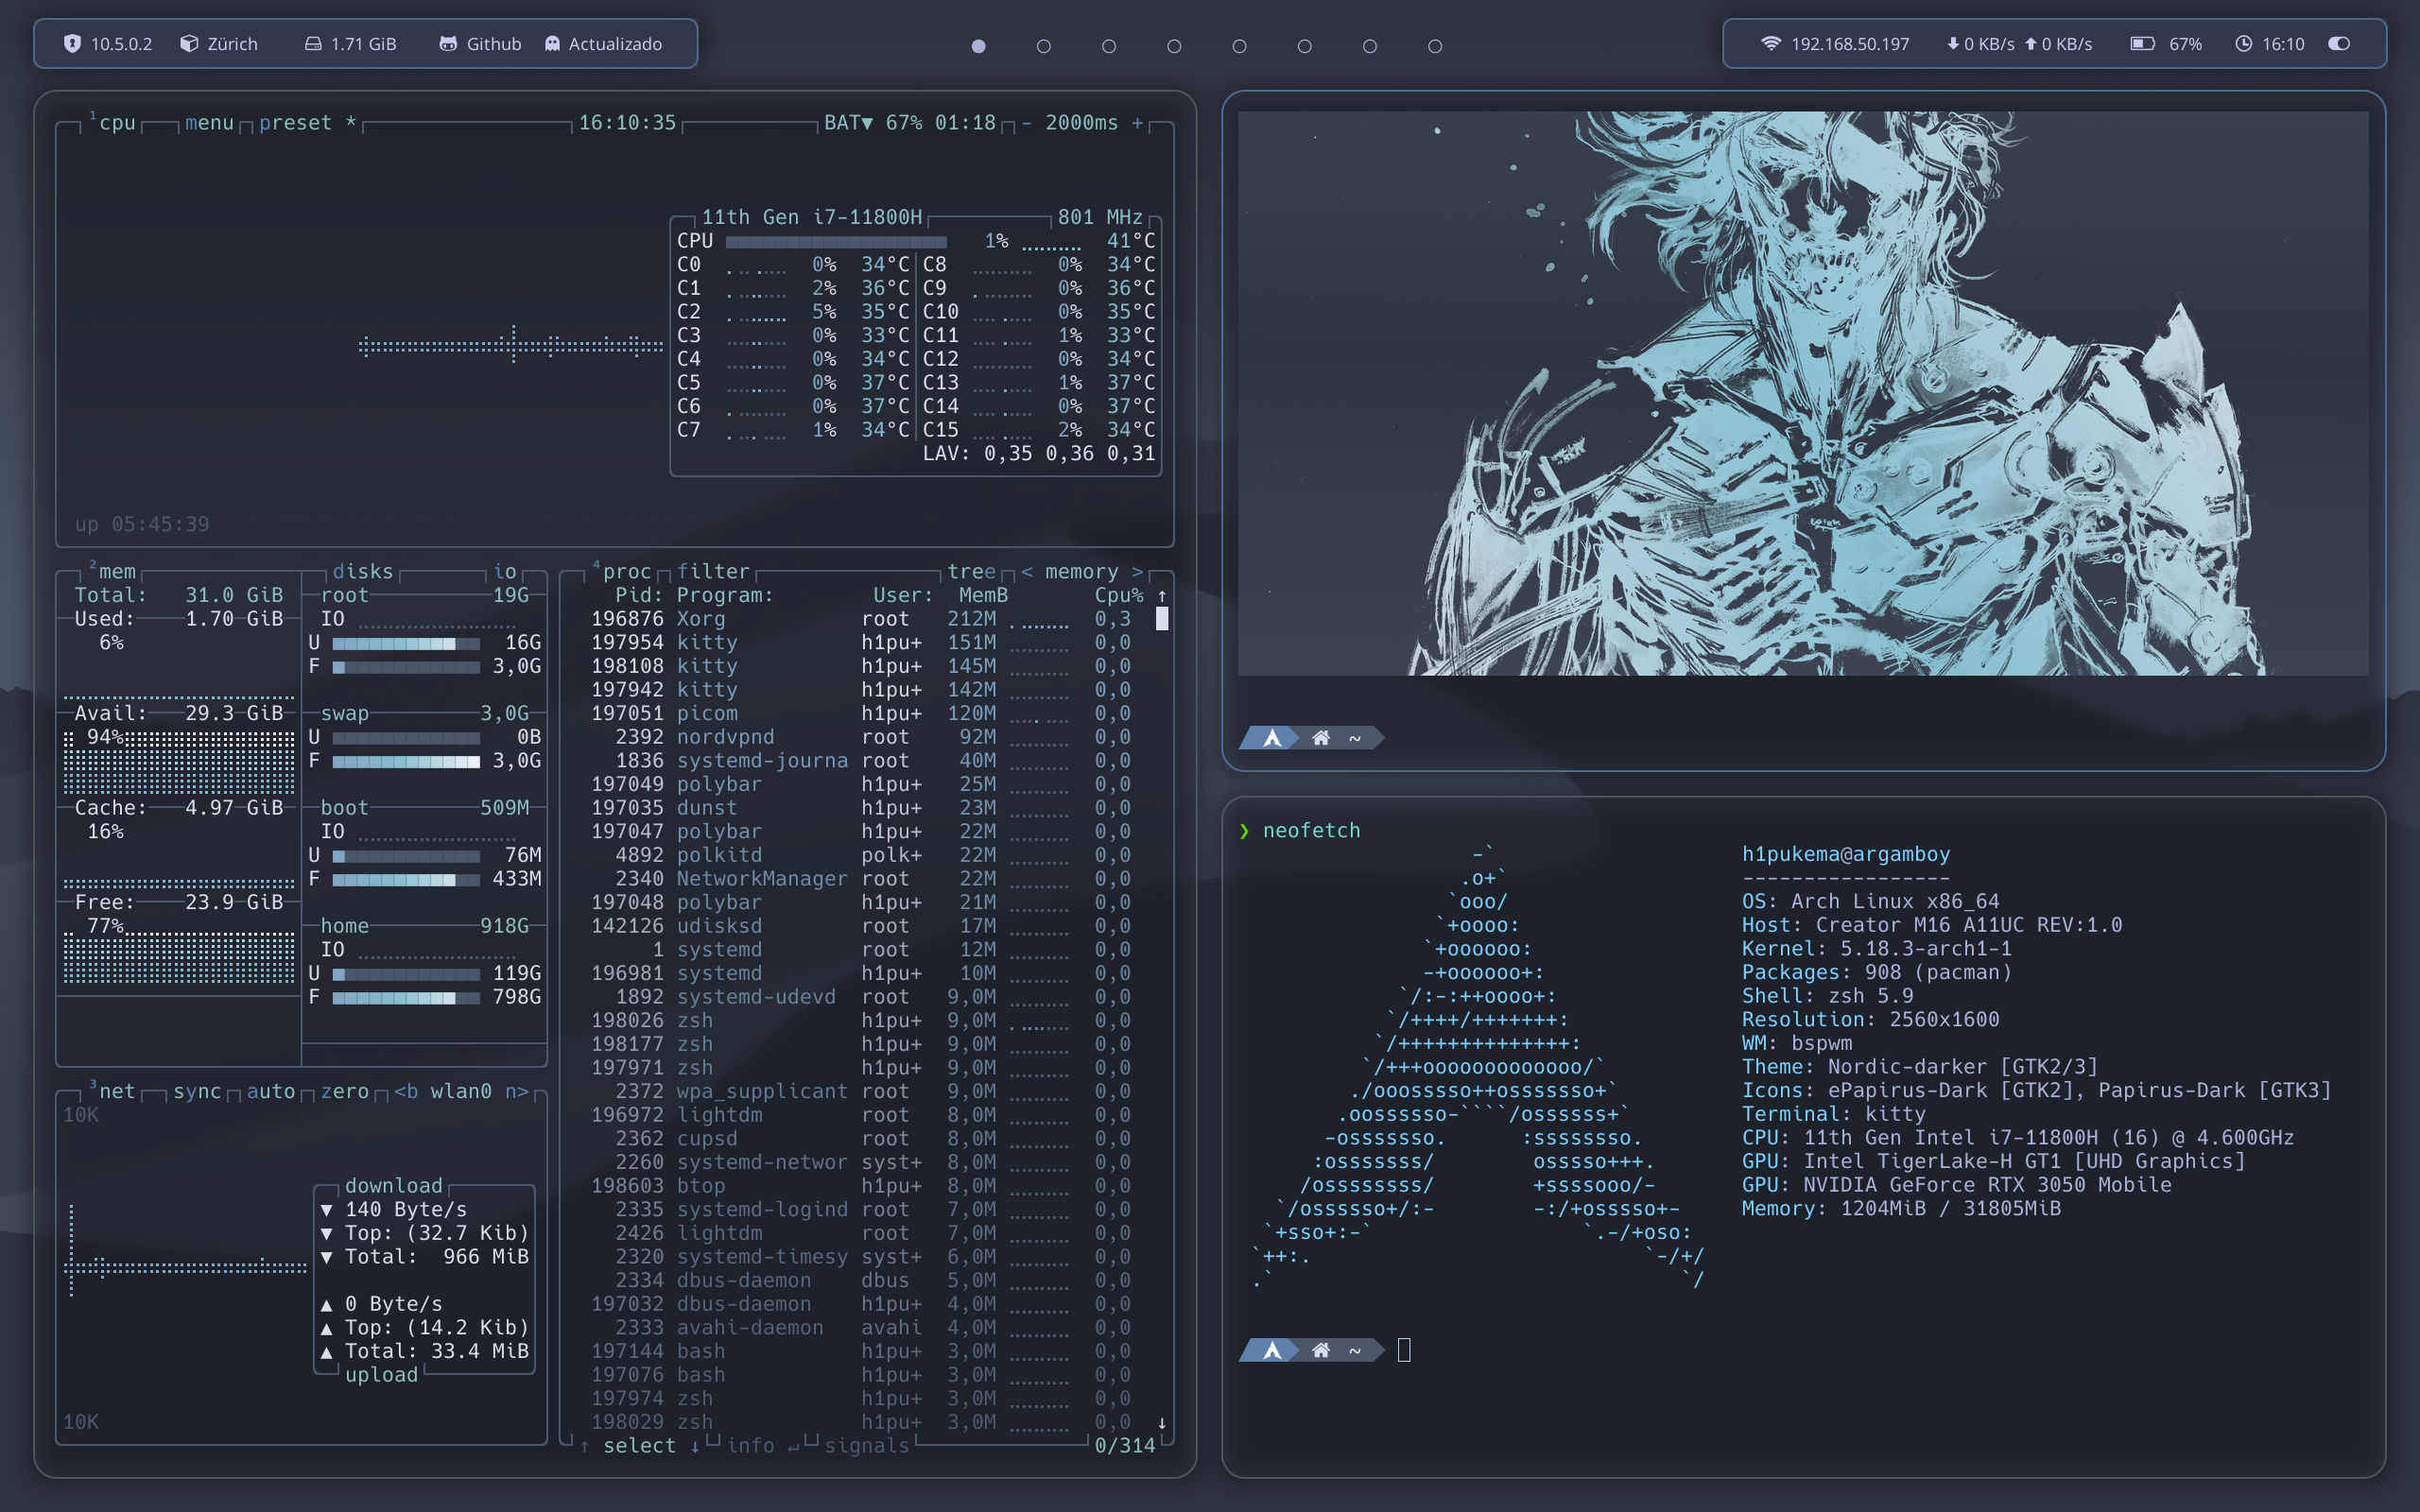 10.5.0.2 Zürich 1.71 GiB Github Actualizado
192.168.50.197 0 KB/s 0 KB/s 67% 16:10
1cpu menu preset * 16:10:35 BAT▼ 67% 01:18 - 2000ms +
11th Gen i7-11800H 801 MHz
CPU 1% 41°C
C0 0% 34°C C8 0% 34°C
C1 2% 36°C C9 0% 36°C
C2 5% 35°C C10 0% 35°C
C3 0% 33°C C11 1% 33°C
C4 0% 34°C C12 0% 34°C
C5 0% 37°C C13 1% 37°C
C6 0% 37°C C14 0% 37°C
C7 1% 34°C C15 2% 34°C
LAV: 0,35 0,36 0,31
up 05:45:39
2mem disks io
Total: 31.0 GiB root 19G
Used: 1.70 GiB IO
6% U 16G
F 3,0G
Avail: 29.3 GiB swap 3,0G
94% U 0B
F 3,0G
Cache: 4.97 GiB boot 509M
16% IO
U 76M
F 433M
Free: 23.9 GiB home 918G
77% IO
U 119G
F 798G
3net sync auto zero <b wlan0 n>
10K
download
▼ 140 Byte/s
▼ Top: (32.7 Kib)
▼ Total: 966 MiB
▲ 0 Byte/s
▲ Top: (14.2 Kib)
▲ Total: 33.4 MiB
upload
10K
4proc filter tree < memory >
Pid: Program: User: MemB Cpu% ↑
196876 Xorg root 212M 0,3
197954 kitty h1pu+ 151M 0,0
198108 kitty h1pu+ 145M 0,0
197942 kitty h1pu+ 142M 0,0
197051 picom h1pu+ 120M 0,0
2392 nordvpnd root 92M 0,0
1836 systemd-journa root 40M 0,0
197049 polybar h1pu+ 25M 0,0
197035 dunst h1pu+ 23M 0,0
197047 polybar h1pu+ 22M 0,0
4892 polkitd polk+ 22M 0,0
2340 NetworkManager root 22M 0,0
197048 polybar h1pu+ 21M 0,0
142126 udisksd root 17M 0,0
1 systemd root 12M 0,0
196981 systemd h1pu+ 10M 0,0
1892 systemd-udevd root 9,0M 0,0
198026 zsh h1pu+ 9,0M 0,0
198177 zsh h1pu+ 9,0M 0,0
197971 zsh h1pu+ 9,0M 0,0
2372 wpa_supplicant root 9,0M 0,0
196972 lightdm root 8,0M 0,0
2362 cupsd root 8,0M 0,0
2260 systemd-networ syst+ 8,0M 0,0
198603 btop h1pu+ 8,0M 0,0
2335 systemd-logind root 7,0M 0,0
2426 lightdm root 7,0M 0,0
2320 systemd-timesy syst+ 6,0M 0,0
2334 dbus-daemon dbus 5,0M 0,0
197032 dbus-daemon h1pu+ 4,0M 0,0
2333 avahi-daemon avahi 4,0M 0,0
197144 bash h1pu+ 3,0M 0,0
197076 bash h1pu+ 3,0M 0,0
197974 zsh h1pu+ 3,0M 0,0
198029 zsh h1pu+ 3,0M 0,0 ↓
↑ select ↓ info ↵ signals 0/314
~
❯ neofetch
-`
.o+` h1pukema@argamboy
-----------------
`ooo/ OS: Arch Linux x86_64
`+oooo: Host: Creator M16 A11UC REV:1.0
`+oooooo: Kernel: 5.18.3-arch1-1
-+oooooo+: Packages: 908 (pacman)
`/:-:++oooo+: Shell: zsh 5.9
`/++++/+++++++: Resolution: 2560x1600
`/++++++++++++++: WM: bspwm
`/+++ooooooooooooo/` Theme: Nordic-darker [GTK2/3]
./ooosssso++osssssso+` Icons: ePapirus-Dark [GTK2], Papirus-Dark [GTK3]
.oossssso-````/ossssss+` Terminal: kitty
-osssssso. :ssssssso. CPU: 11th Gen Intel i7-11800H (16) @ 4.600GHz
:osssssss/ osssso+++. GPU: Intel TigerLake-H GT1 [UHD Graphics]
/ossssssss/ +ssssooo/- GPU: NVIDIA GeForce RTX 3050 Mobile
`/ossssso+/:- -:/+osssso+- Memory: 1204MiB / 31805MiB
`+sso+:-` `.-/+oso:
`++:. `-/+/
.` `/
~